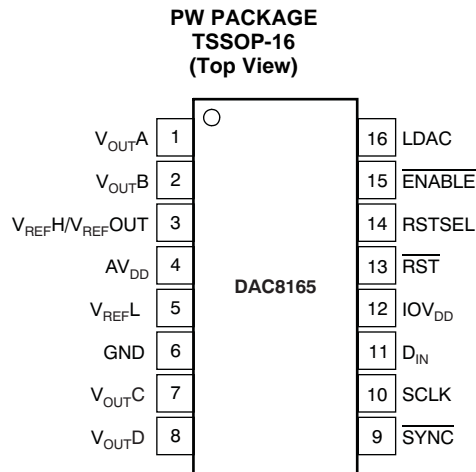 PW PACKAGE
TSSOP-16
(Top View)
VOUTA 1 16 LDAC
VOUTB 2 15 ENABLE
VREFH/VREFOUT 3 14 RSTSEL
AVDD 4 13 RST
DAC8165
VREFL 5 12 IOVDD
GND 6 11 DIN
VOUTC 7 10 SCLK
VOUTD 8 9 SYNC